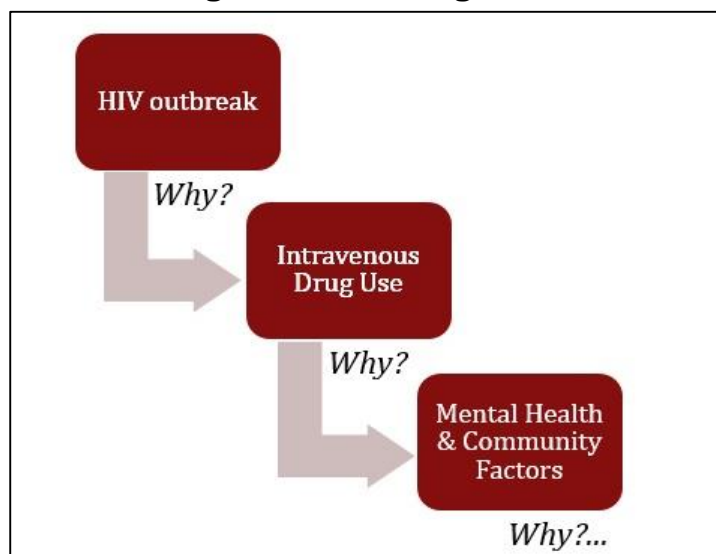 HIV outbreak
Why?
Intravenous
Drug Use
Why?
Mental Health
& Community
Factors
Why?...